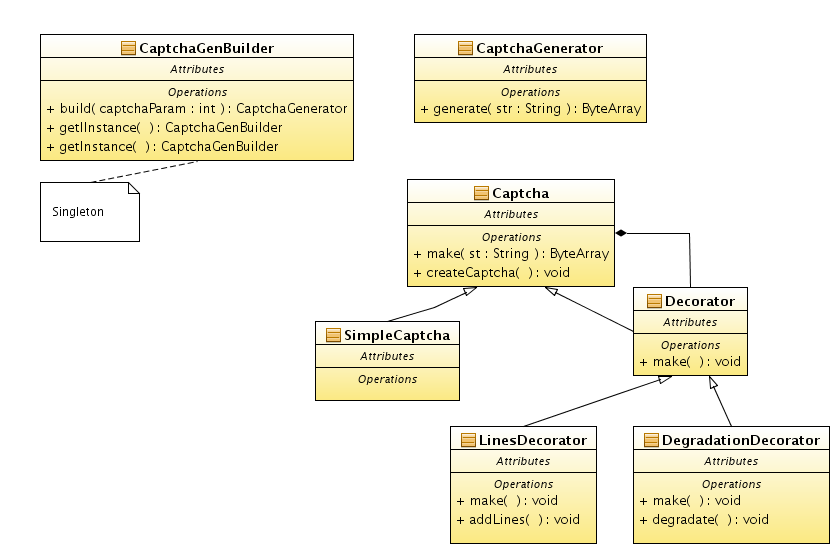 CaptchaGenBuilder
Attributes
Operations
+ build( captchaParam : int ) : CaptchaGenerator
+ getIInstance(  ) : CaptchaGenBuilder
+ getInstance(  ) : CaptchaGenBuilder
Singleton
CaptchaGenerator
Attributes
Operations
+ generate( str : String ) : ByteArray
Captcha
Attributes
Operations
+ make( st : String ) : ByteArray
+ createCaptcha(  ) : void
SimpleCaptcha
Attributes
Operations
Decorator
Attributes
Operations
+ make(  ) : void
LinesDecorator
Attributes
Operations
+ make(  ) : void
+ addLines(  ) : void
DegradationDecorator
Attributes
Operations
+ make(  ) : void
+ degradate(  ) : void